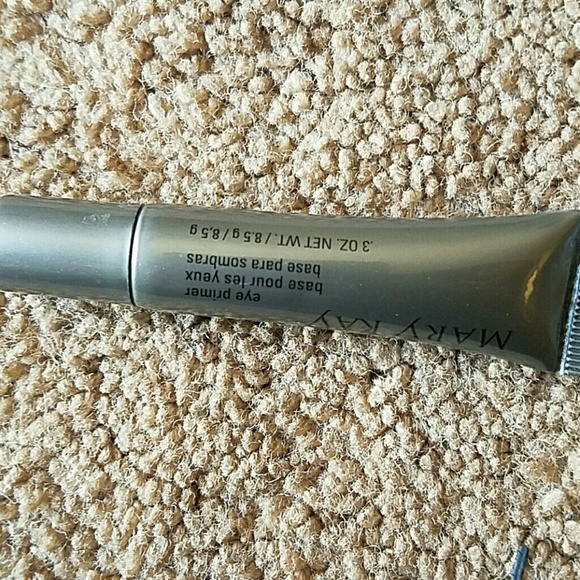 MARY KAY
eye primer
base pour les yeux
base para sombras
.3 OZ. NET WT. / 8.5 g / 8,5 g